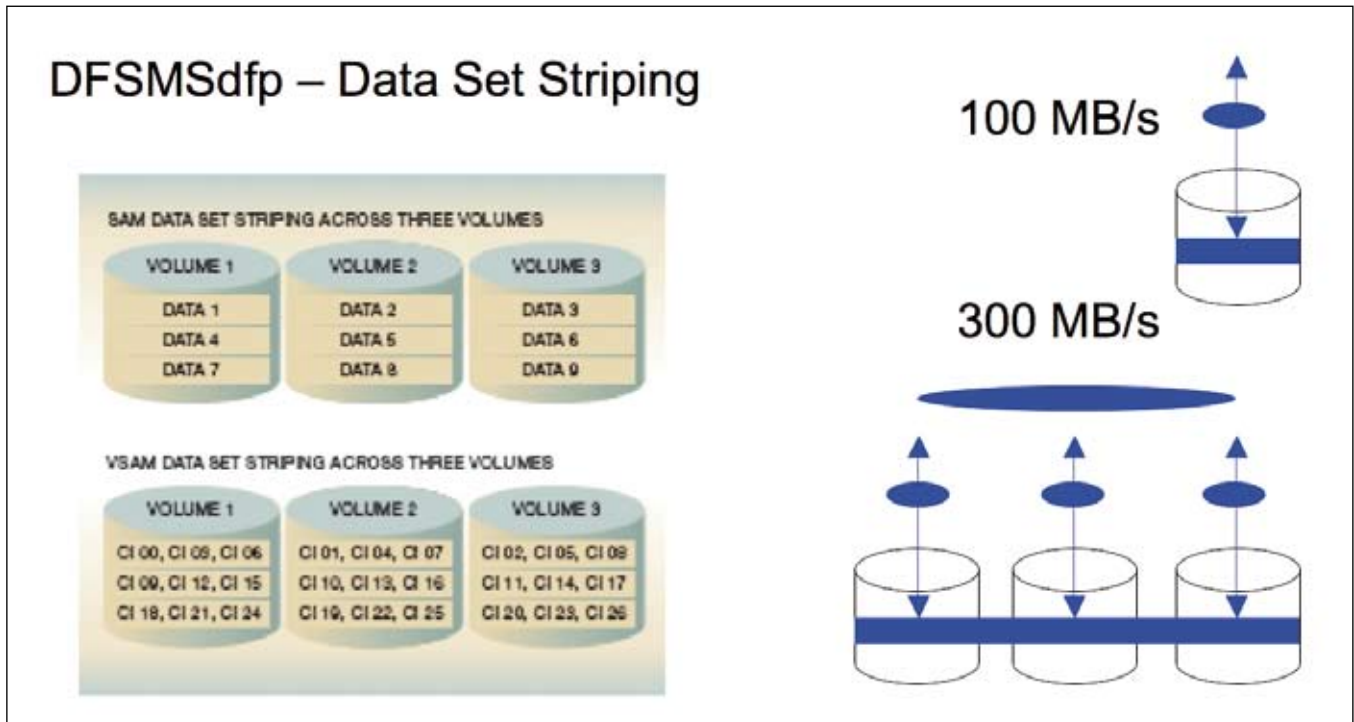 DFSMSdfp – Data Set Striping
100 MB/s
SAM DATA SET STRIPING ACROSS THREE VOLUMES
VOLUME 1 VOLUME 2 VOLUME 3
DATA 1 DATA 2 DATA 3
DATA 4 DATA 5 DATA 6
DATA 7 DATA 8 DATA 9
300 MB/s
VSAM DATA SET STRIPING ACROSS THREE VOLUMES
VOLUME 1 VOLUME 2 VOLUME 3
CI 00, CI 03, CI 06 CI 01, CI 04, CI 07 CI 02, CI 05, CI 08
CI 09, CI 12, CI 15 CI 10, CI 13, CI 16 CI 11, CI 14, CI 17
CI 18, CI 21, CI 24 CI 19, CI 22, CI 25 CI 20, CI 23, CI 26